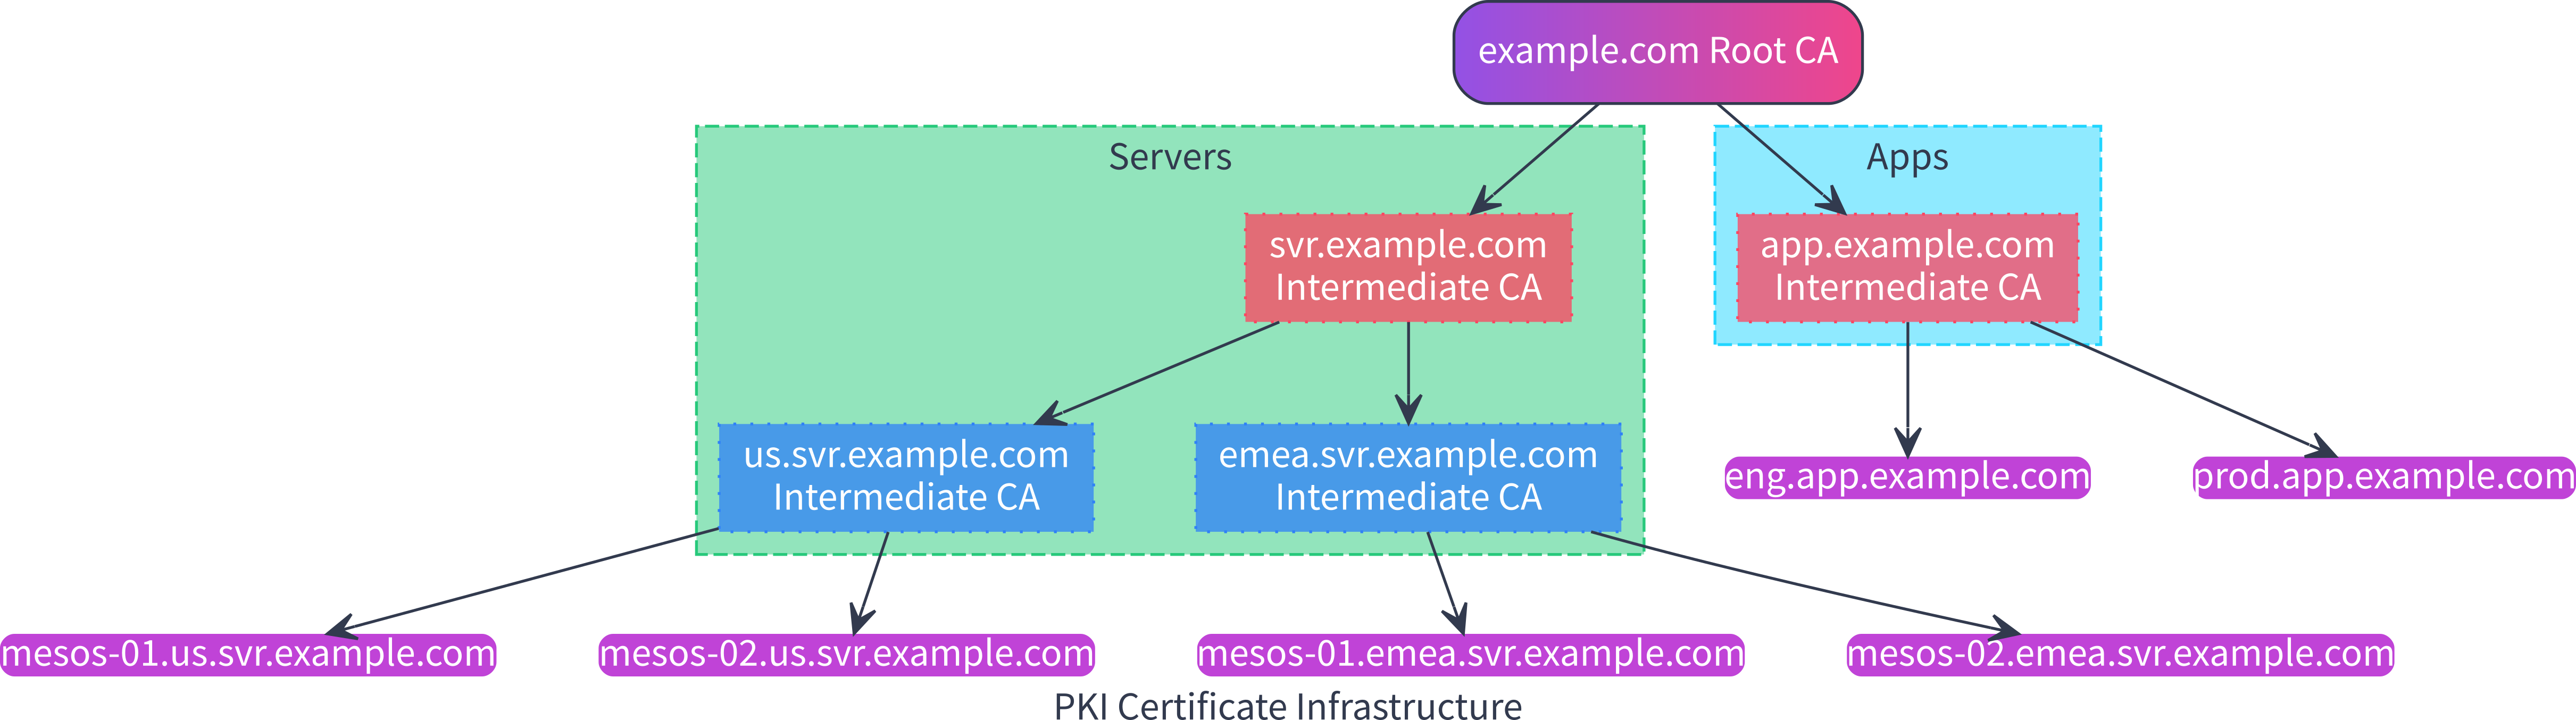 example.com Root CA
Servers
Apps
svr.example.com
Intermediate CA
app.example.com
Intermediate CA
us.svr.example.com
Intermediate CA
emea.svr.example.com
Intermediate CA
eng.app.example.com
prod.app.example.com
mesos-01.us.svr.example.com
mesos-02.us.svr.example.com
mesos-01.emea.svr.example.com
mesos-02.emea.svr.example.com
PKI Certificate Infrastructure